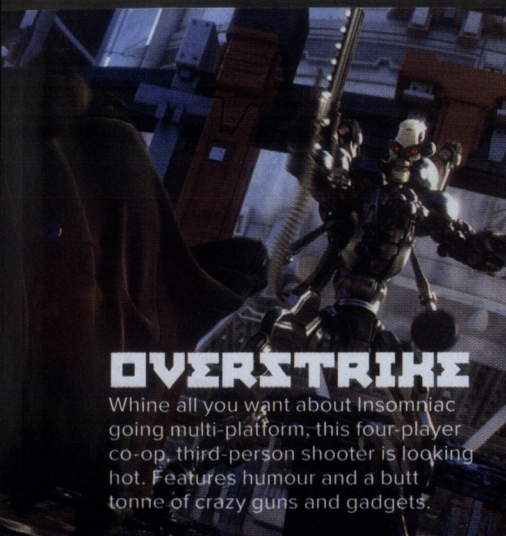 OVERSTRIKE
Whine all you want about Insomniac
going multi-platform, this four-player
co-op, third-person shooter is looking
hot. Features humour and a butt
tonne of crazy guns and gadgets.